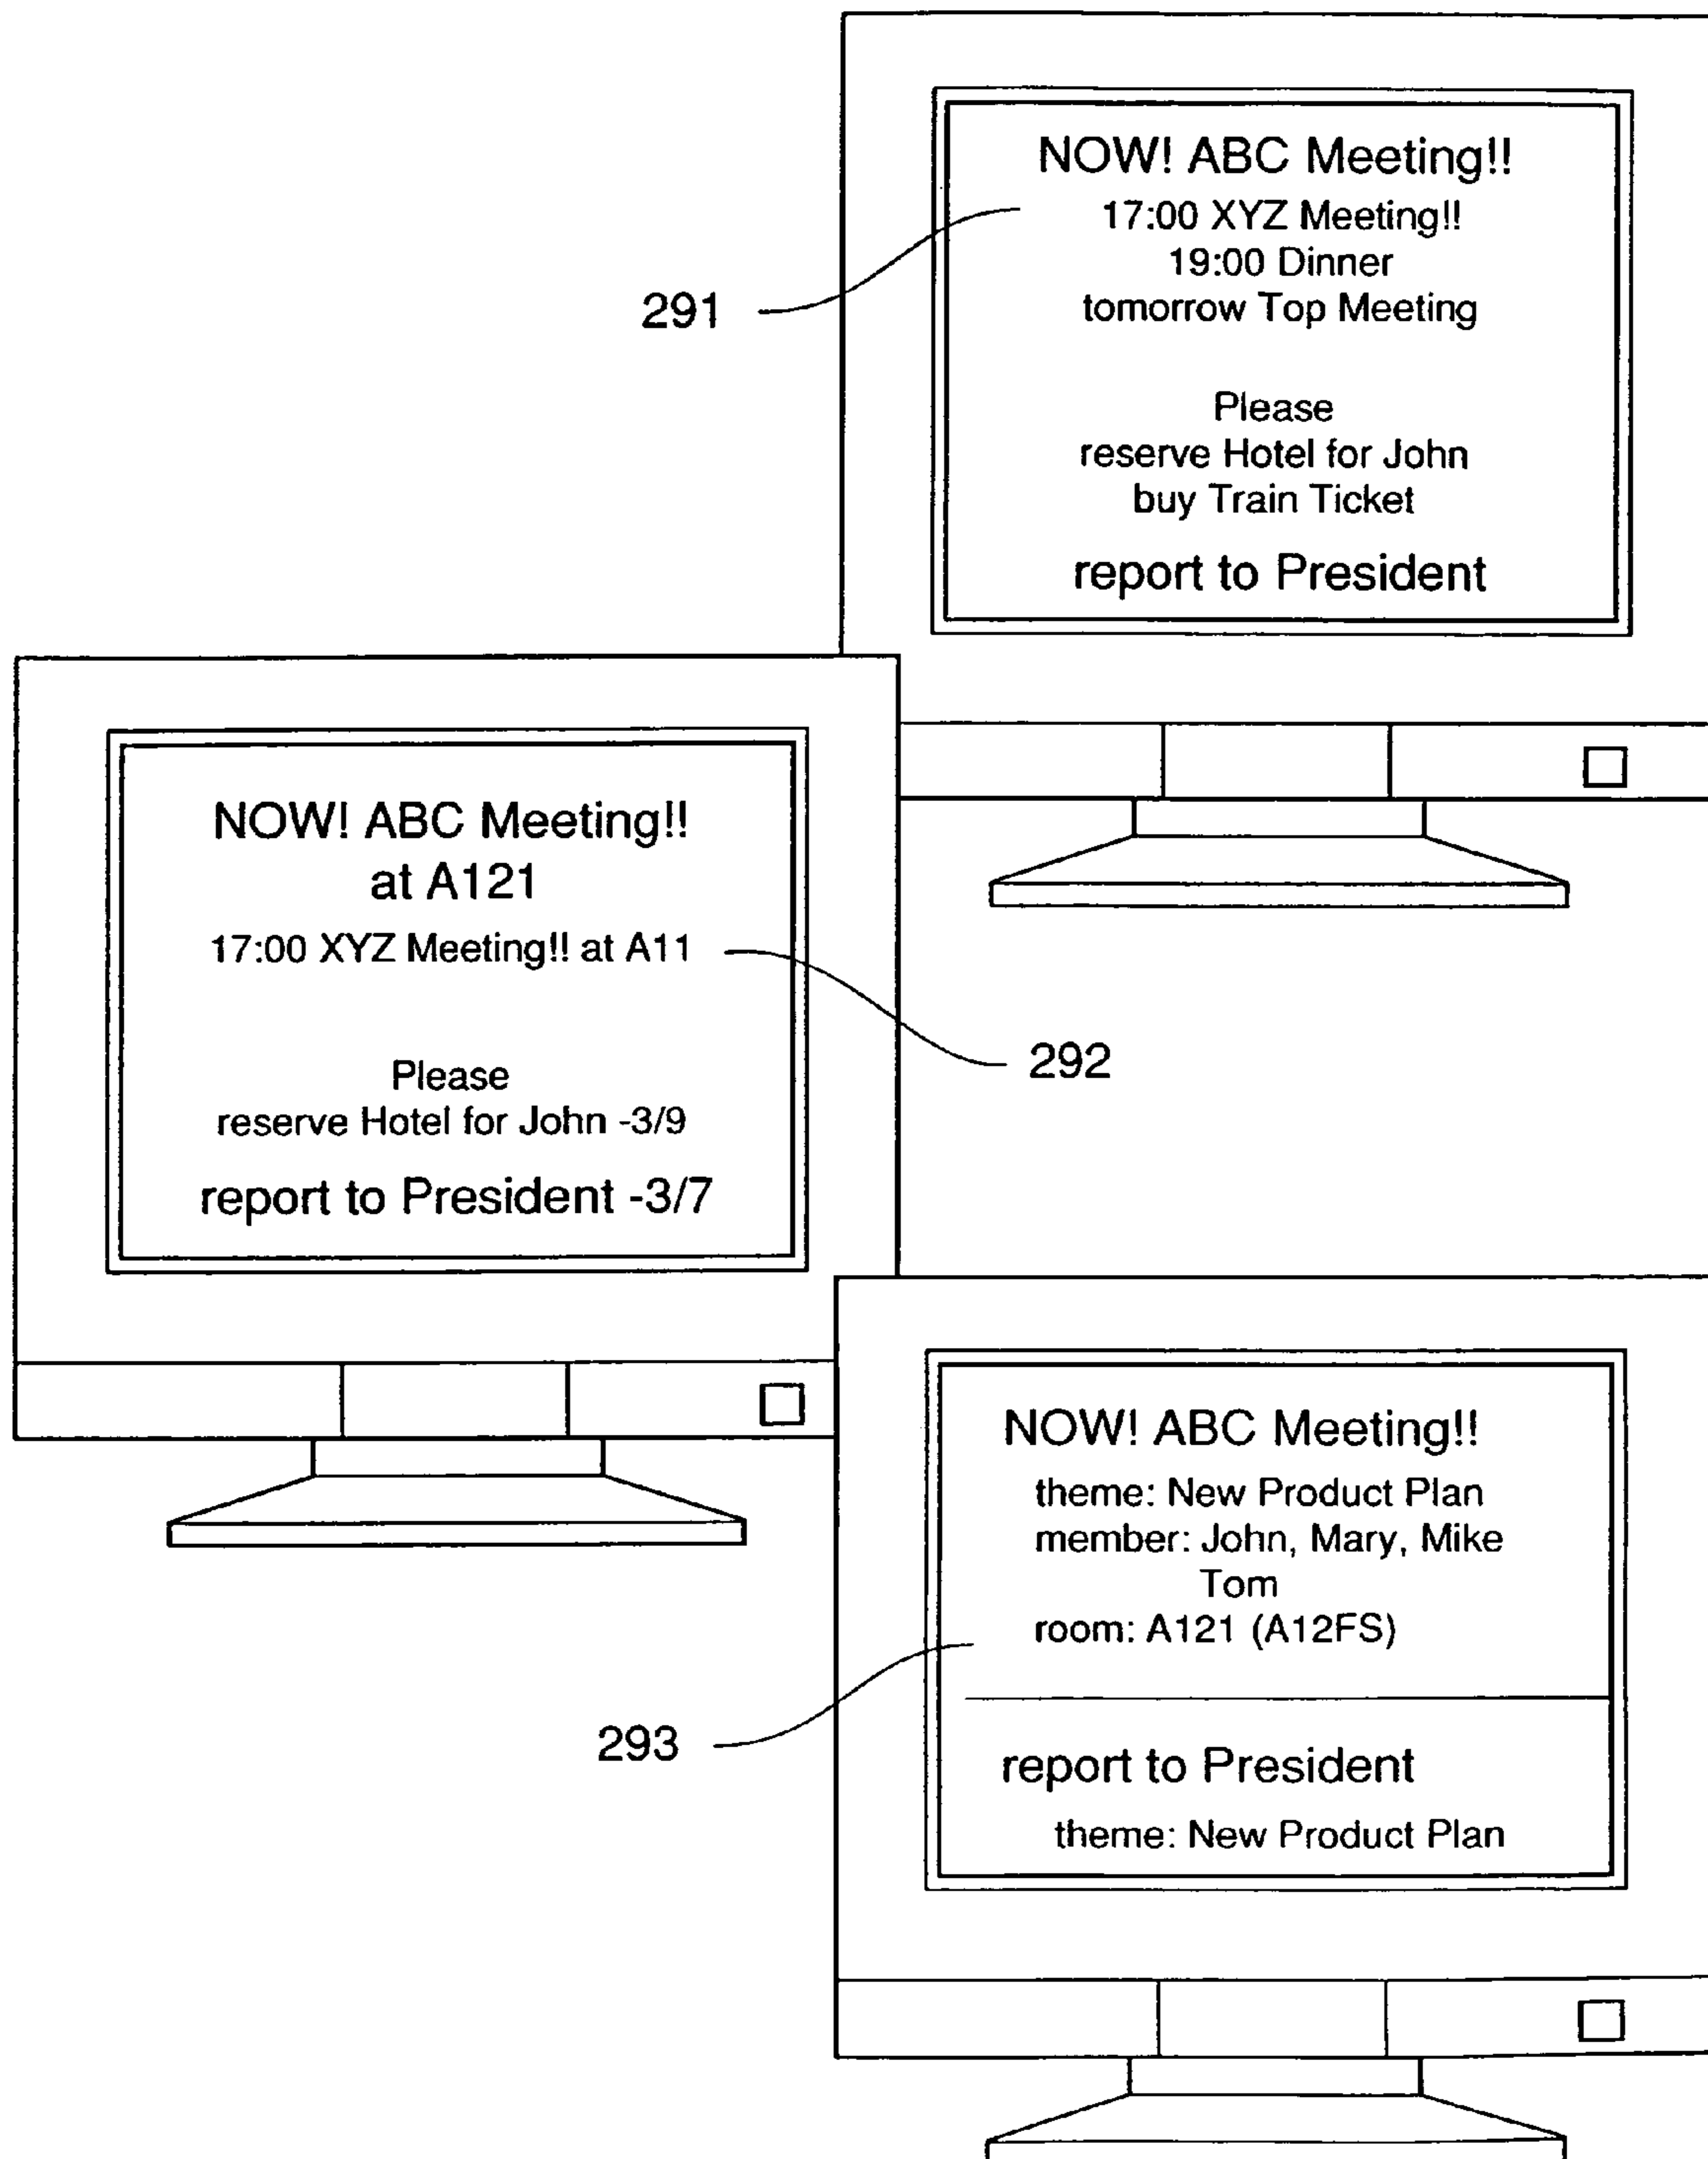 NOW! ABC Meeting!!
17:00 XYZ Meeting!!
19:00 Dinner
tomorrow Top Meeting
Please
reserve Hotel for John
buy Train Ticket
report to President
291
NOW! ABC Meeting!!
at A121
17:00 XYZ Meeting!! at A11
Please
reserve Hotel for John -3/9
report to President -3/7
292
NOW! ABC Meeting!!
theme: New Product Plan
member: John, Mary, Mike
Tom
room: A121 (A12FS)
report to President
theme: New Product Plan
293